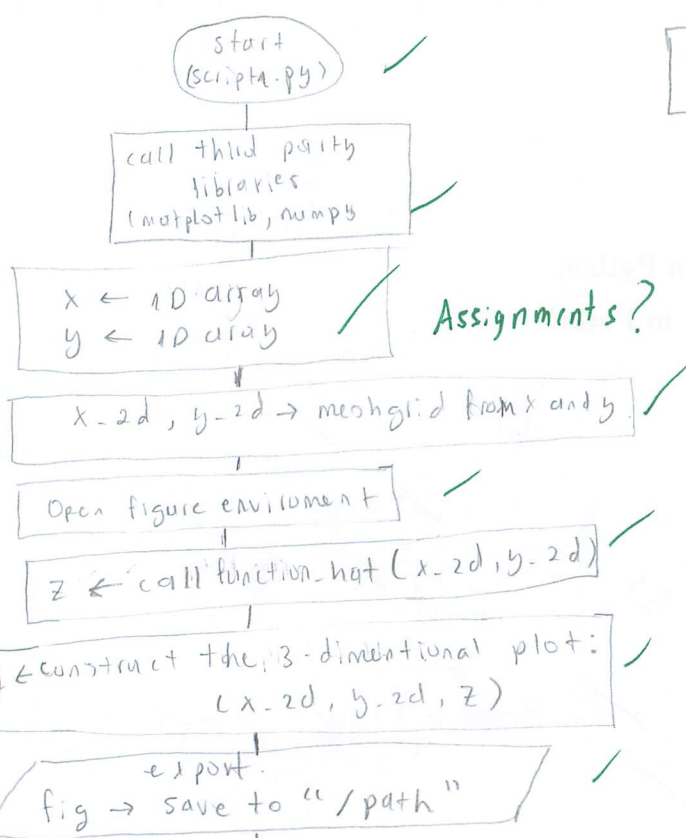 start
(scripta.py)
call third party
libraries
(matplotlib, numpy
x ← 1D array
y ← 1D aray
Assignments?
x_2d, y_2d → meshgrid from x and y
Open figure enviroment
z ← call function_hat (x_2d, y_2d)
← construct the 3-dimentional plot:
(x_2d, y_2d, z)
export.
fig → save to "/path"